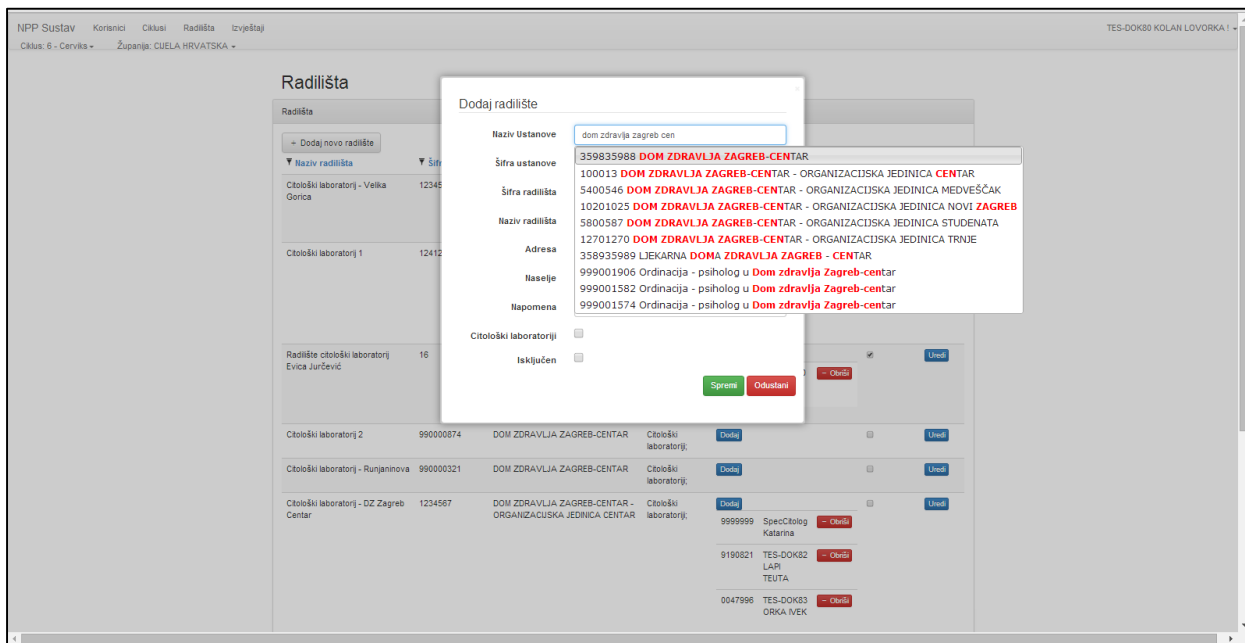 NPP Sustav Korisnici Ciklusi Radilišta Izvještaji TES-DOK80 KOLAN LOVORKA !
Ciklus: 6 - Cerviks Županija: CIJELA HRVATSKA
Radilišta
Radilišta
+ Dodaj novo radilište
Naziv radilišta Šifr
Citološki laboratorij - Velika 12345
Gorica
Citološki laboratorij 1 12412
Dodaj radilište
Naziv Ustanove dom zdravlja zagreb cen
Šifra ustanove
Šifra radilišta
Naziv radilišta
Adresa
Naselje
Napomena
359835988 DOM ZDRAVLJA ZAGREB-CENTAR
100013 DOM ZDRAVLJA ZAGREB-CENTAR - ORGANIZACIJSKA JEDINICA CENTAR
5400546 DOM ZDRAVLJA ZAGREB-CENTAR - ORGANIZACIJSKA JEDINICA MEDVEŠČAK
10201025 DOM ZDRAVLJA ZAGREB-CENTAR - ORGANIZACIJSKA JEDINICA NOVI ZAGREB
5800587 DOM ZDRAVLJA ZAGREB-CENTAR - ORGANIZACIJSKA JEDINICA STUDENATA
12701270 DOM ZDRAVLJA ZAGREB-CENTAR - ORGANIZACIJSKA JEDINICA TRNJE
358935989 LJEKARNA DOMA ZDRAVLJA ZAGREB - CENTAR
999001906 Ordinacija - psiholog u Dom zdravlja Zagreb-centar
999001582 Ordinacija - psiholog u Dom zdravlja Zagreb-centar
999001574 Ordinacija - psiholog u Dom zdravlja Zagreb-centar
Citološki laboratoriji
Isključen
Spremi Odustani
Radilište citološki laboratorij 16 Uredi
Evica Jurčević
− Obriši
Citološki laboratorij 2 990000874 DOM ZDRAVLJA ZAGREB-CENTAR Citološki Dodaj Uredi
laboratoriji;
Citološki laboratorij - Runjaninova 990000321 DOM ZDRAVLJA ZAGREB-CENTAR Citološki Dodaj Uredi
laboratoriji;
Citološki laboratorij - DZ Zagreb 1234567 DOM ZDRAVLJA ZAGREB-CENTAR - Citološki Dodaj Uredi
Centar ORGANIZACIJSKA JEDINICA CENTAR laboratoriji;
9999999 SpecCitolog − Obriši
Katarina
9190821 TES-DOK82 − Obriši
LAPI
TEUTA
0047996 TES-DOK83 − Obriši
ORKA IVEK